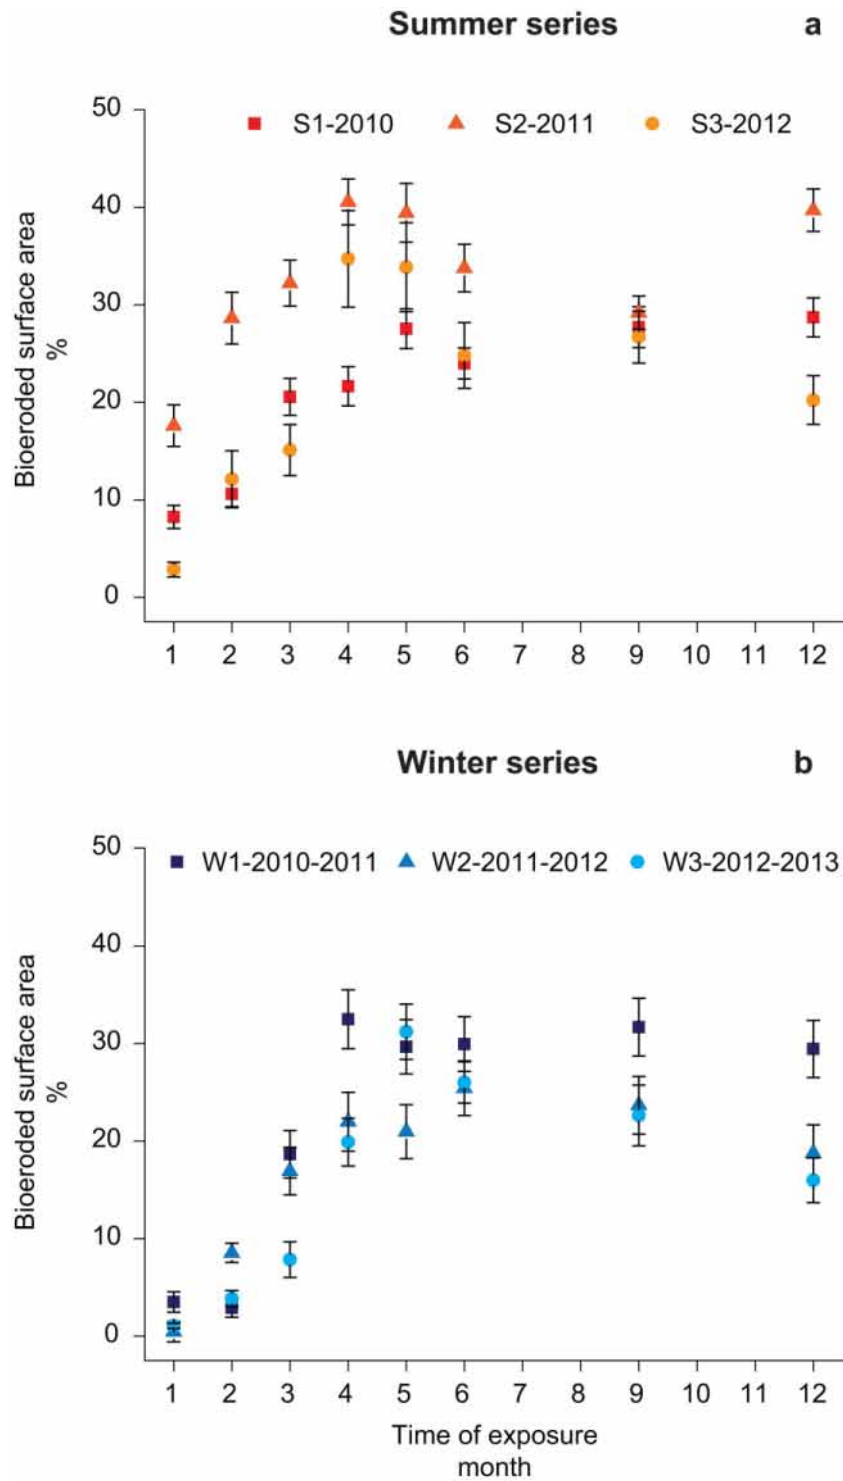 Summer series a
50
S1-2010 S2-2011 S3-2012
40
30
20
10
0
Bioeroded surface area
%
1 2 3 4 5 6 7 8 9 10 11 12
Winter series b
50
W1-2010-2011 W2-2011-2012 W3-2012-2013
40
30
20
10
0
Bioeroded surface area
%
1 2 3 4 5 6 7 8 9 10 11 12
Time of exposure
month